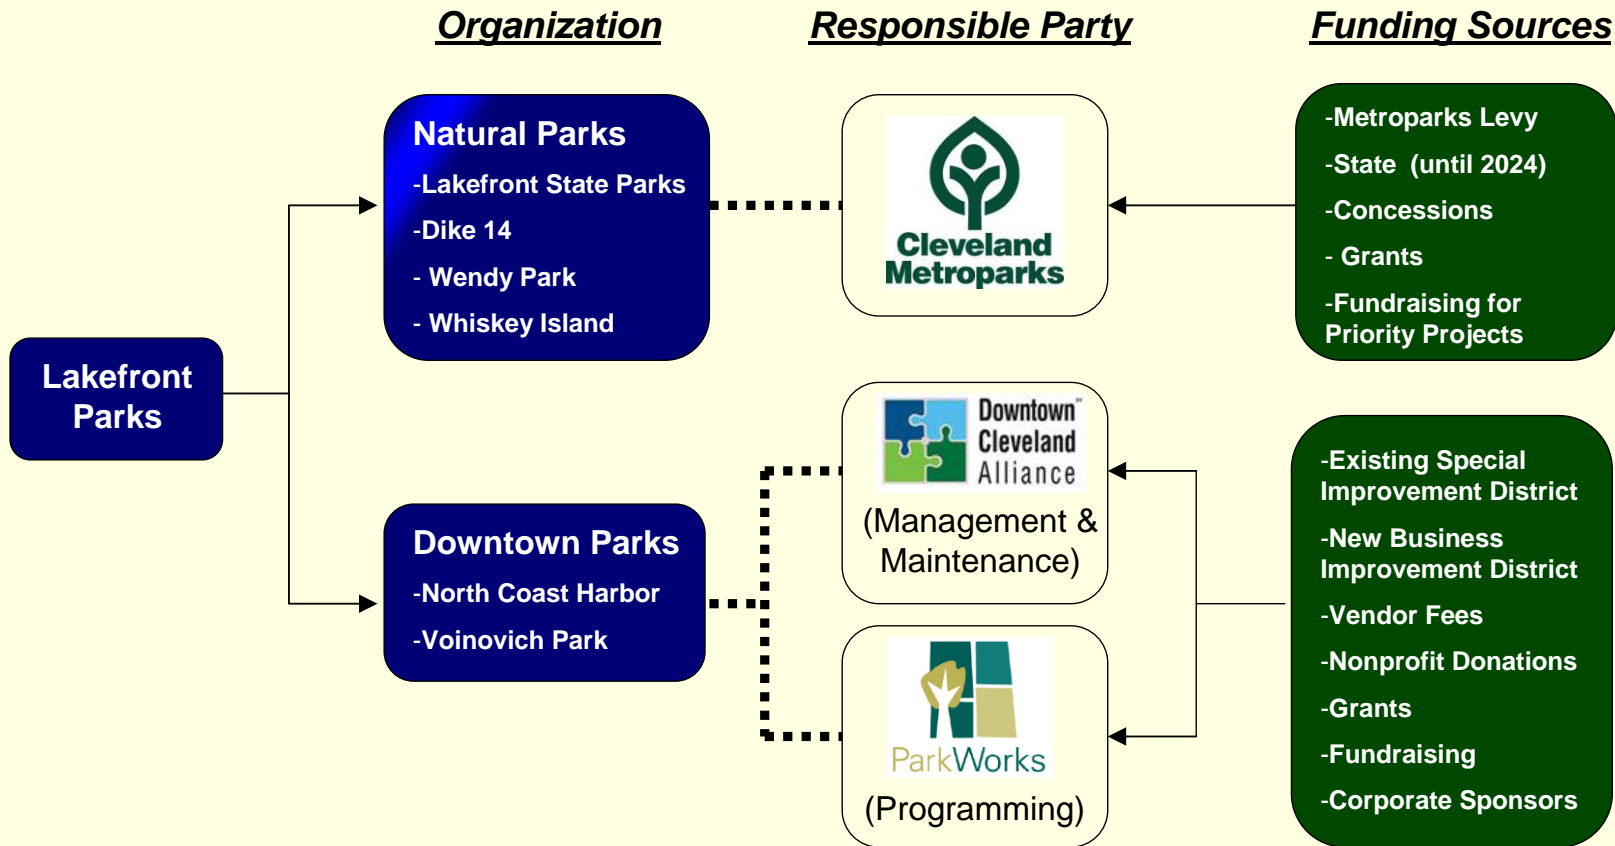 Organization
Responsible Party
Funding Sources
Lakefront
Parks
Natural Parks
-Lakefront State Parks
-Dike 14
- Wendy Park
- Whiskey Island
Cleveland
Metroparks
-Metroparks Levy
-State (until 2024)
-Concessions
- Grants
-Fundraising for
Priority Projects
Downtown Parks
-North Coast Harbor
-Voinovich Park
Downtown™
Cleveland
Alliance
(Management &
Maintenance)
ParkWorks
(Programming)
-Existing Special
Improvement District
-New Business
Improvement District
-Vendor Fees
-Nonprofit Donations
-Grants
-Fundraising
-Corporate Sponsors